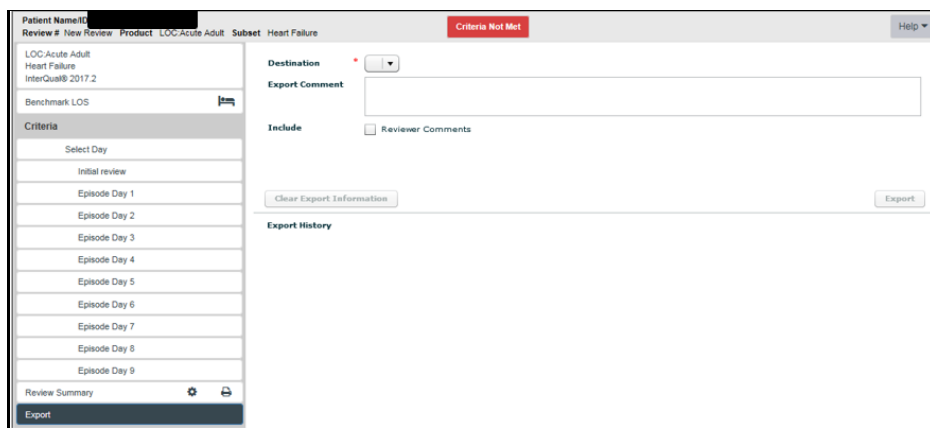 Patient Name/ID
Review # New Review Product LOC:Acute Adult Subset Heart Failure
Criteria Not Met
Help
LOC:Acute Adult
Heart Failure
InterQual® 2017.2
Benchmark LOS
Criteria
Select Day
Initial review
Episode Day 1
Episode Day 2
Episode Day 3
Episode Day 4
Episode Day 5
Episode Day 6
Episode Day 7
Episode Day 8
Episode Day 9
Review Summary
Export
Destination *
Export Comment
Include Reviewer Comments
Clear Export Information Export
Export History